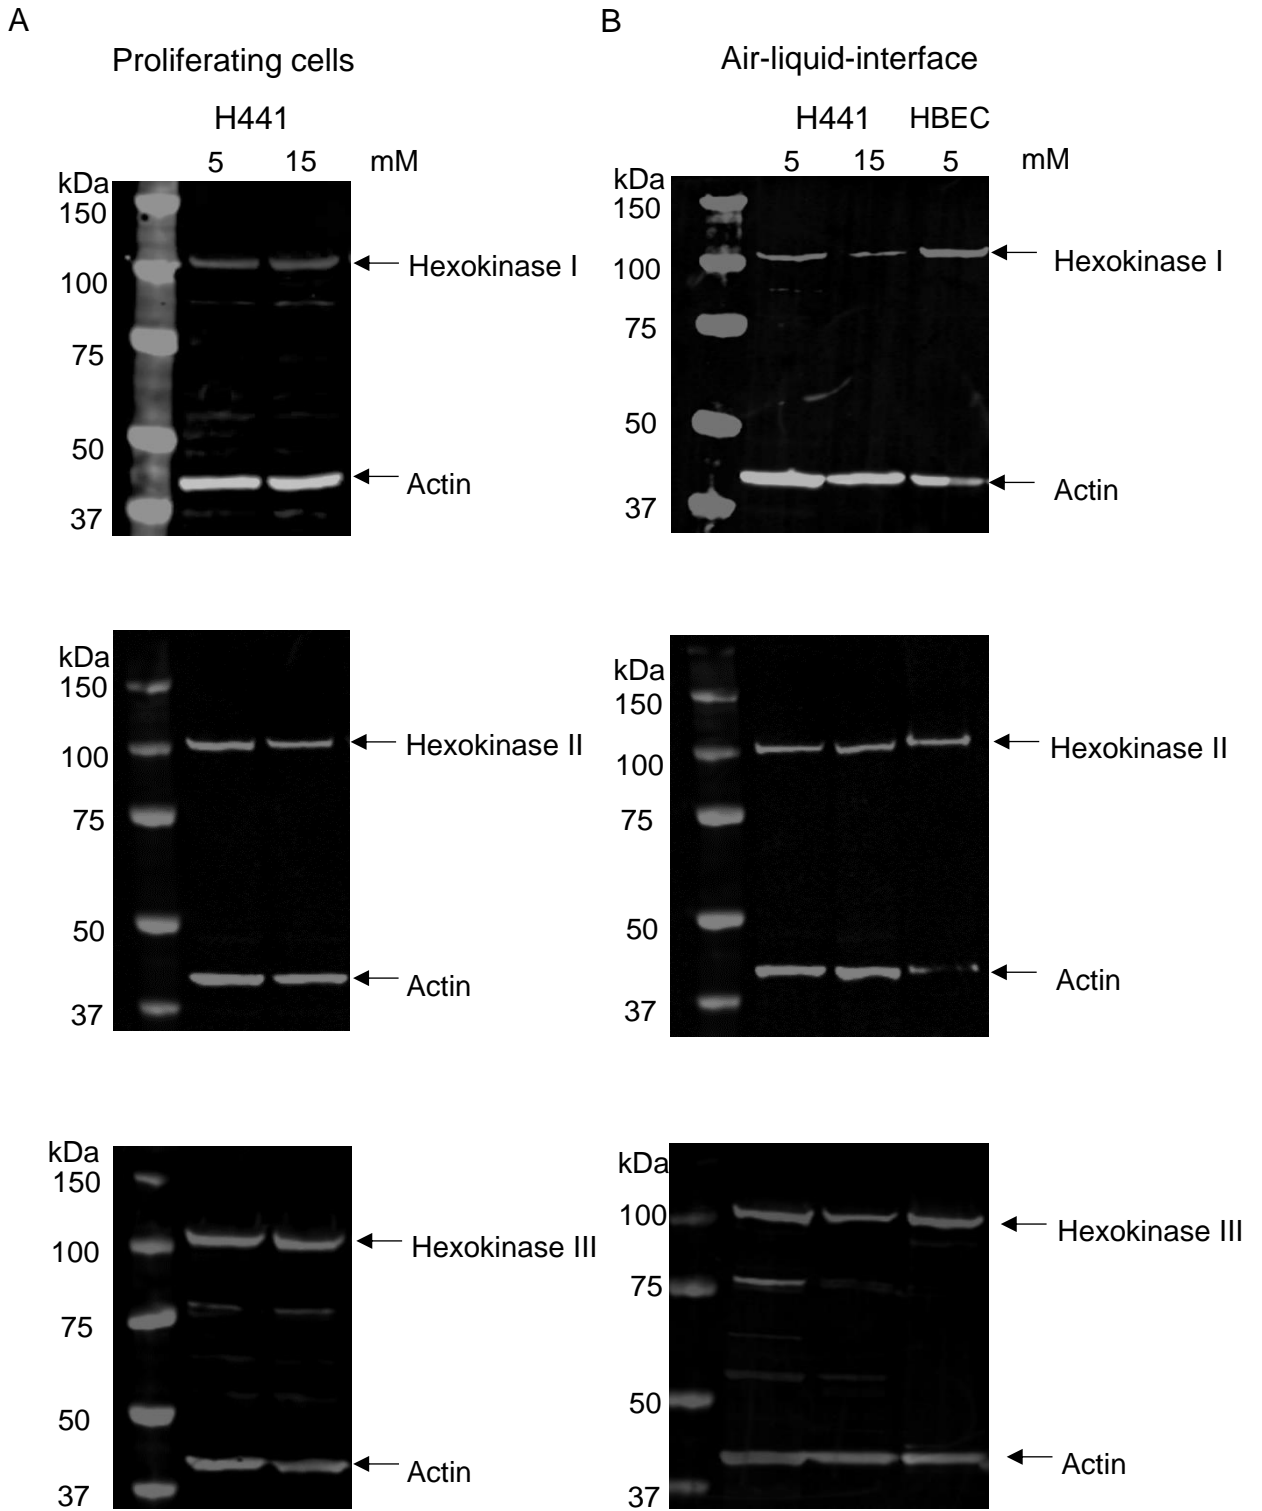 A
Proliferating cells
H441
5 15 mM
kDa
150
100
75
50
37
Hexokinase I
Actin
kDa
150
100
75
50
37
Hexokinase II
Actin
kDa
150
100
75
50
37
Hexokinase III
Actin
B
Air-liquid-interface
H441 HBEC
5 15 5 mM
kDa
150
100
75
50
37
Hexokinase I
Actin
kDa
150
100
75
50
37
Hexokinase II
Actin
kDa
100
75
50
37
Hexokinase III
Actin